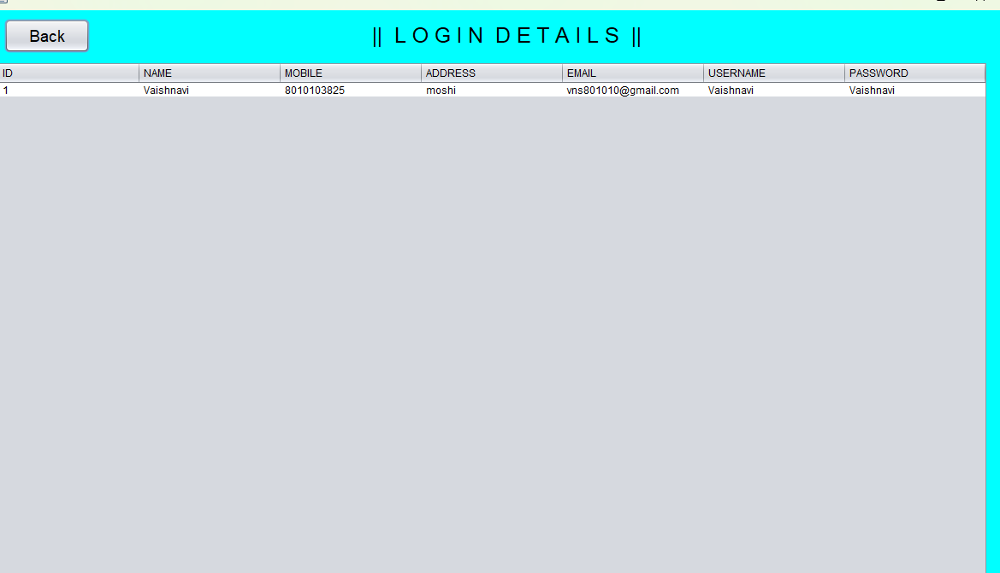 Back
|| L O G I N D E T A I L S ||
ID NAME MOBILE ADDRESS EMAIL USERNAME PASSWORD
1 Vaishnavi 8010103825 moshi vns801010@gmail.com Vaishnavi Vaishnavi